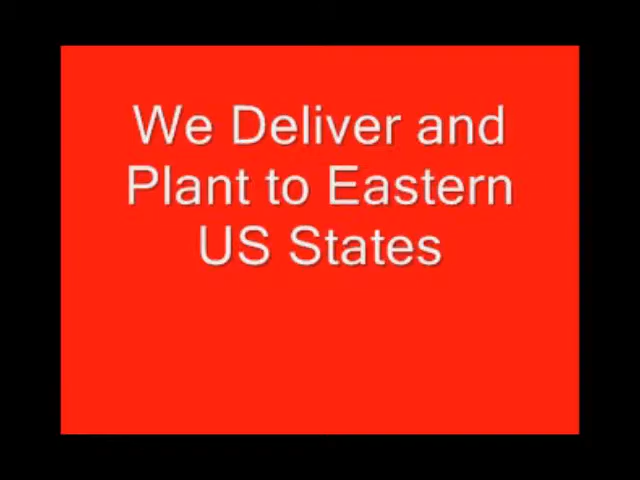 We Deliver and
Plant to Eastern
US States